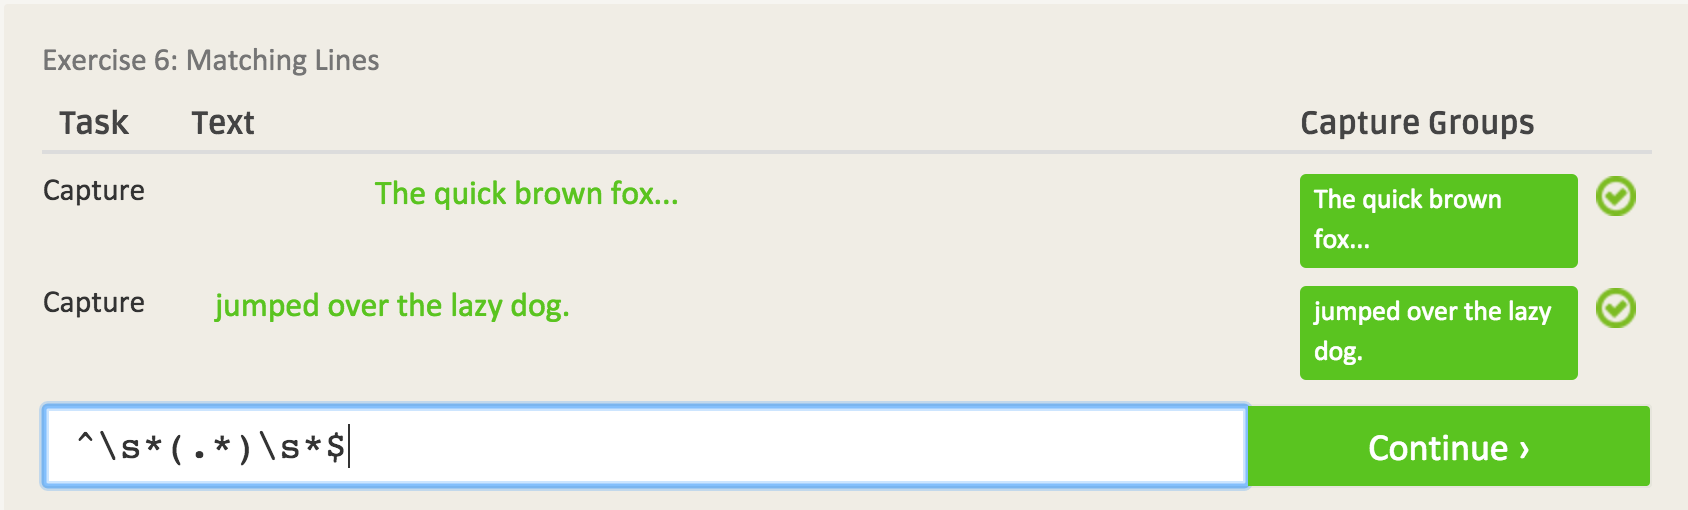 Exercise 6: Matching Lines
Task Text Capture Groups
Capture The quick brown fox... The quick brown
fox...
Capture jumped over the lazy dog. jumped over the lazy
dog.
^\s*(.*)\s*$ Continue ›